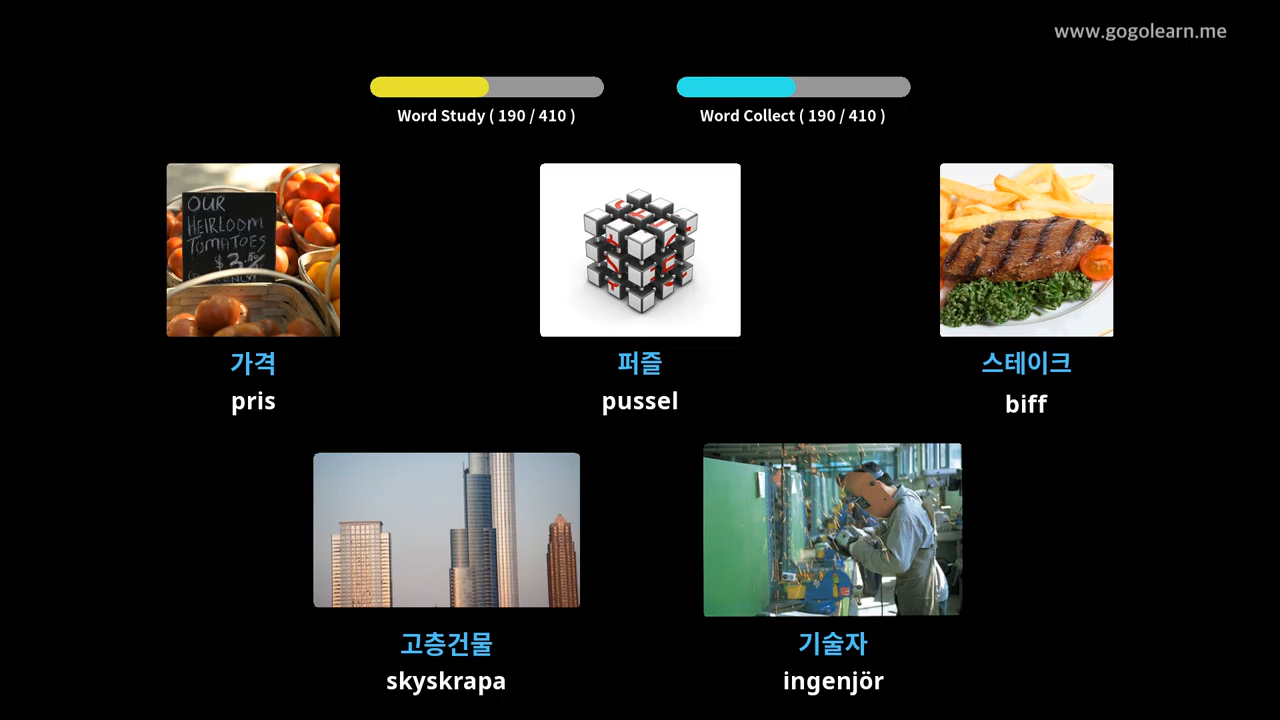 www.gogolearn.me
Word Study ( 190 / 410 )
Word Collect ( 190 / 410 )
OUR
HEIRLOOM
TOMATOES
가격
pris
퍼즐
pussel
스테이크
biff
고층건물
skyskrapa
기술자
ingenjör